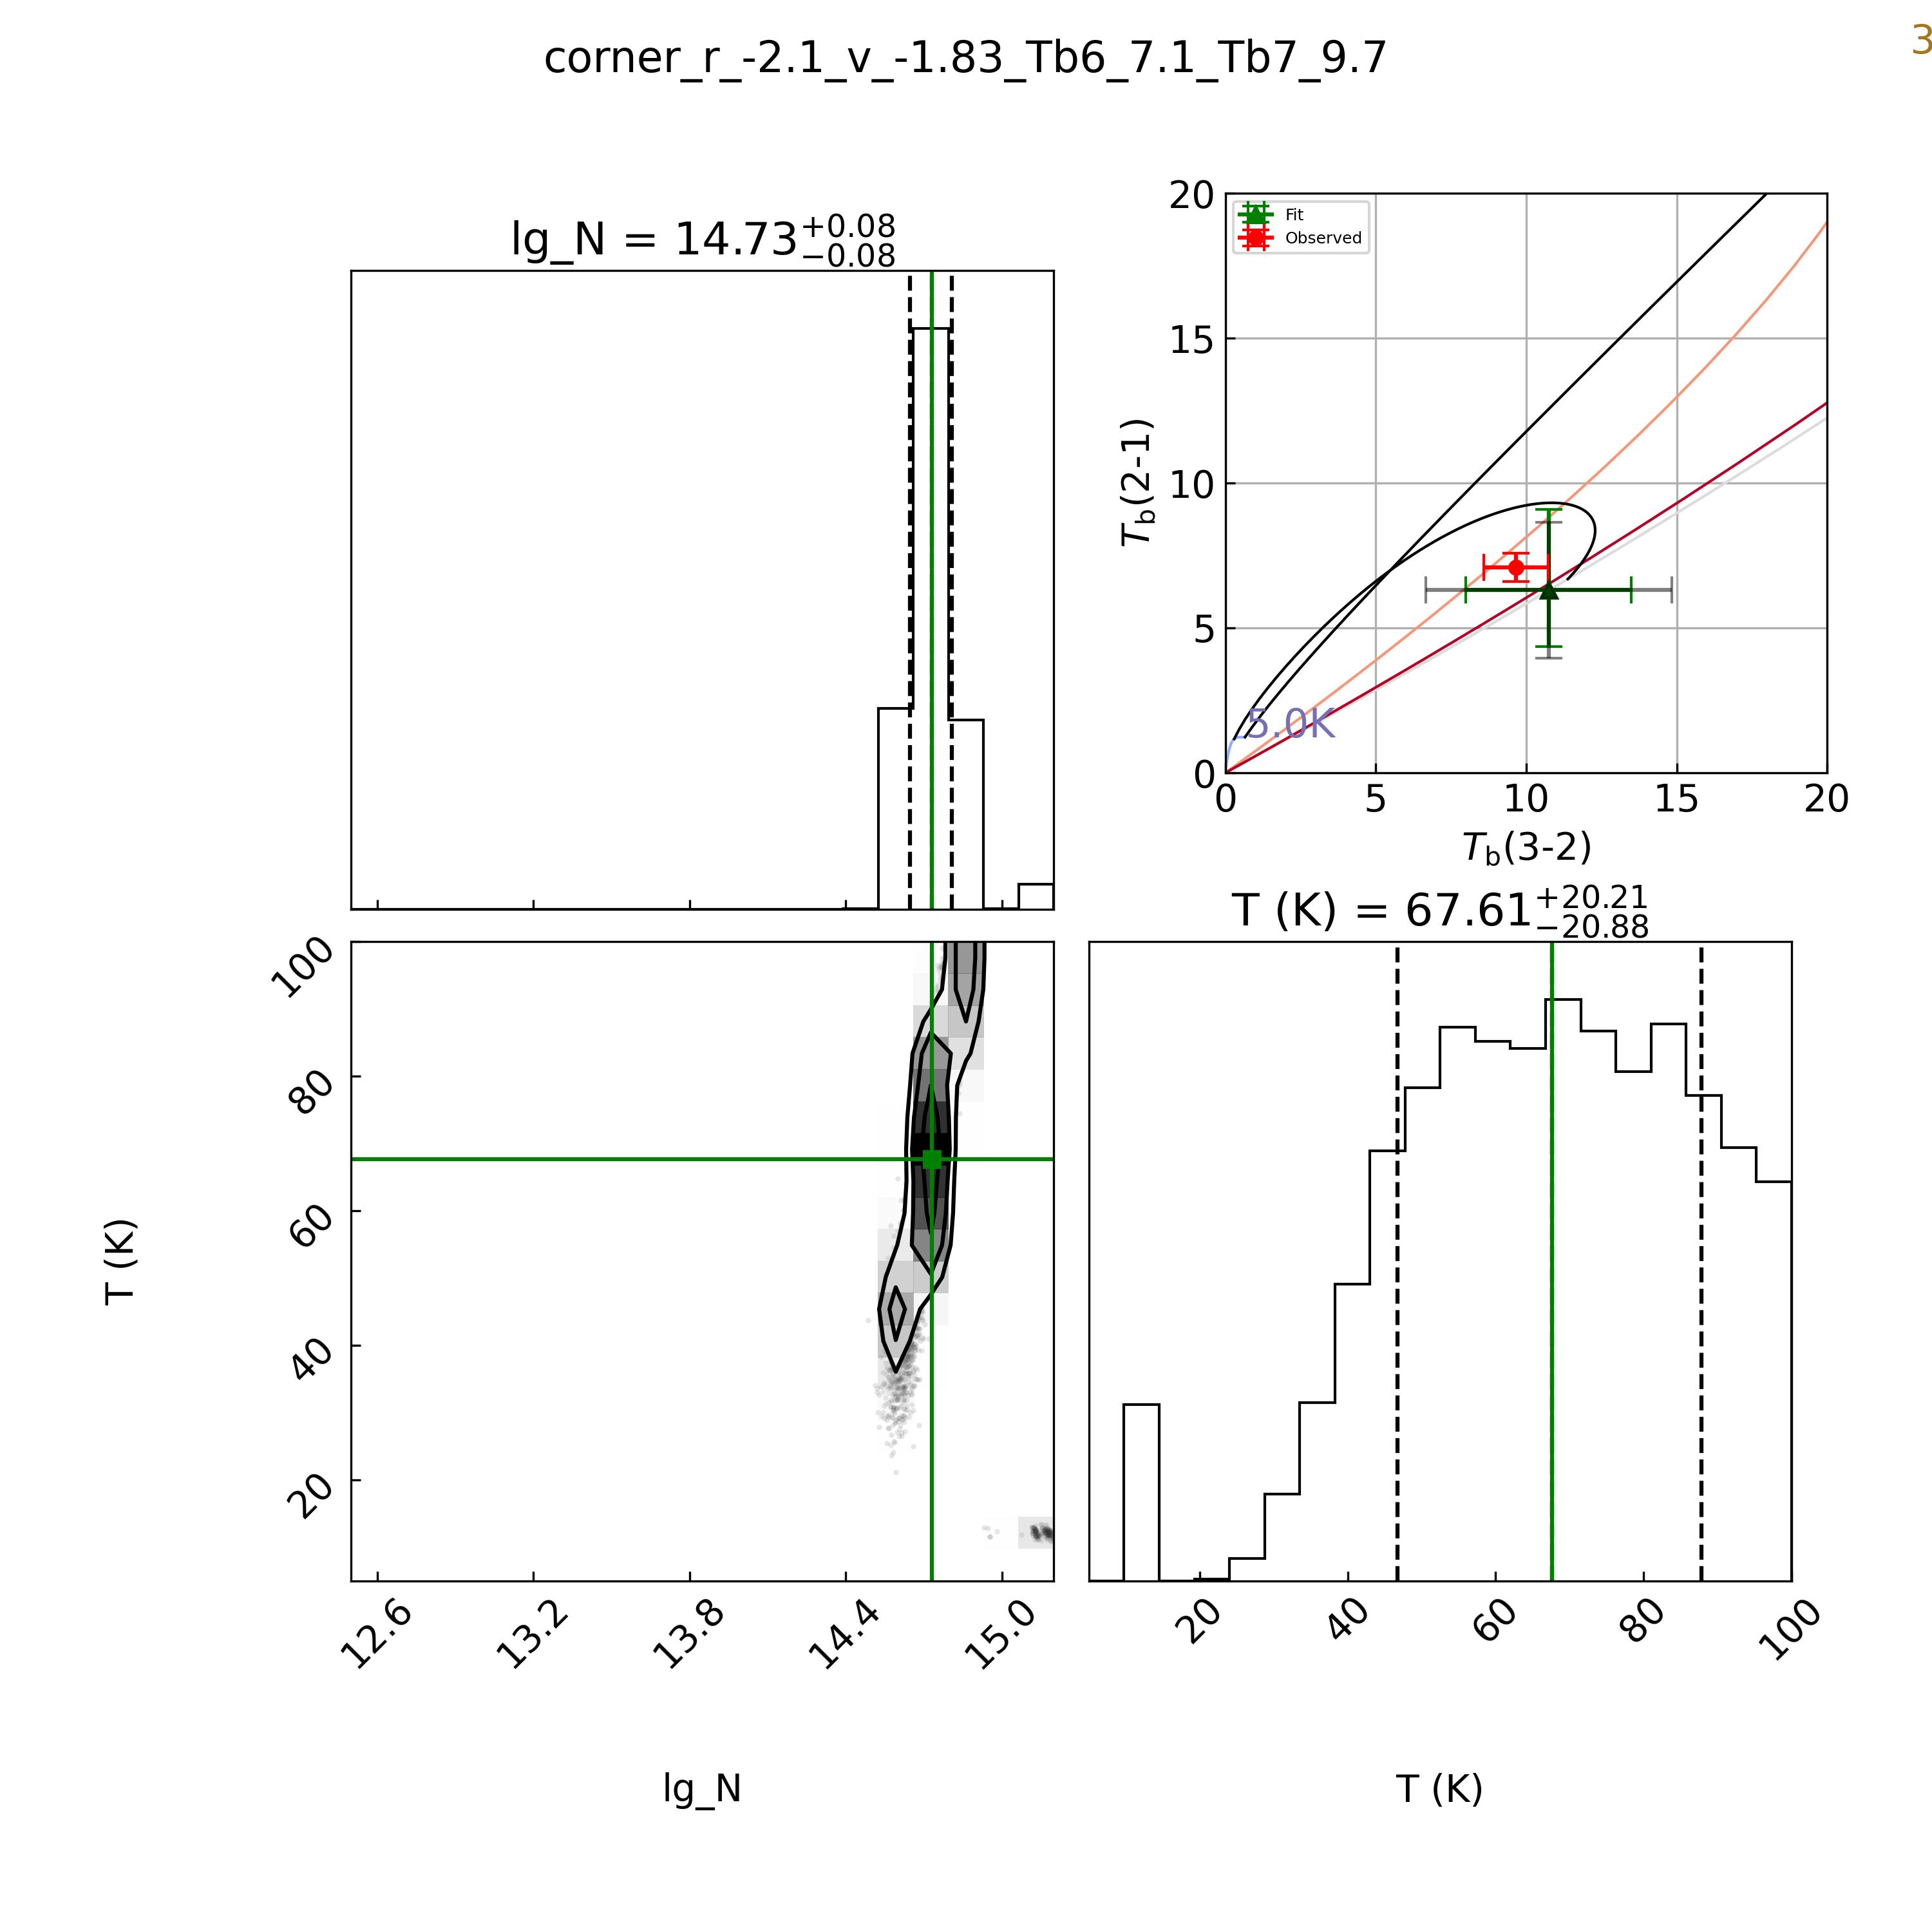 corner_r_-2.1_v_-1.83_Tb6_7.1_Tb7_9.7
3
lg_N = 14.73 +0.08 −0.08
Fit
Observed
20
15
10
5
0
T_b(2-1)
5.0K
0 5 10 15 20
T_b(3-2)
T (K) = 67.61 +20.21 −20.88
100
80
60
40
20
T (K)
12.6 13.2 13.8 14.4 15.0
lg_N
20 40 60 80 100
T (K)